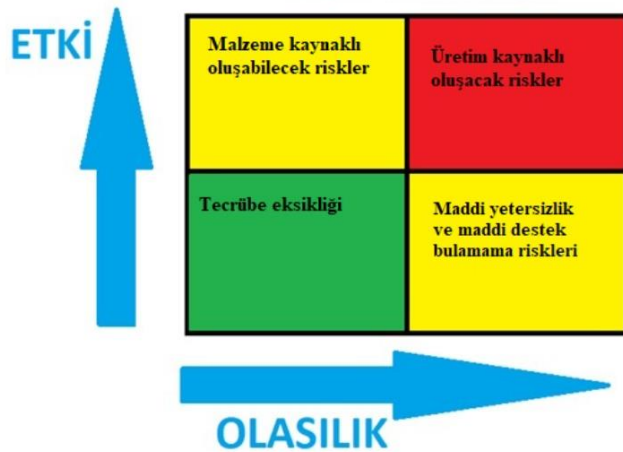 ETKİ
Malzeme kaynaklı
oluşabilecek riskler
Üretim kaynaklı
oluşacak riskler
Tecrübe eksikliği
Maddi yetersizlik
ve maddi destek
bulamama riskleri
OLASILIK